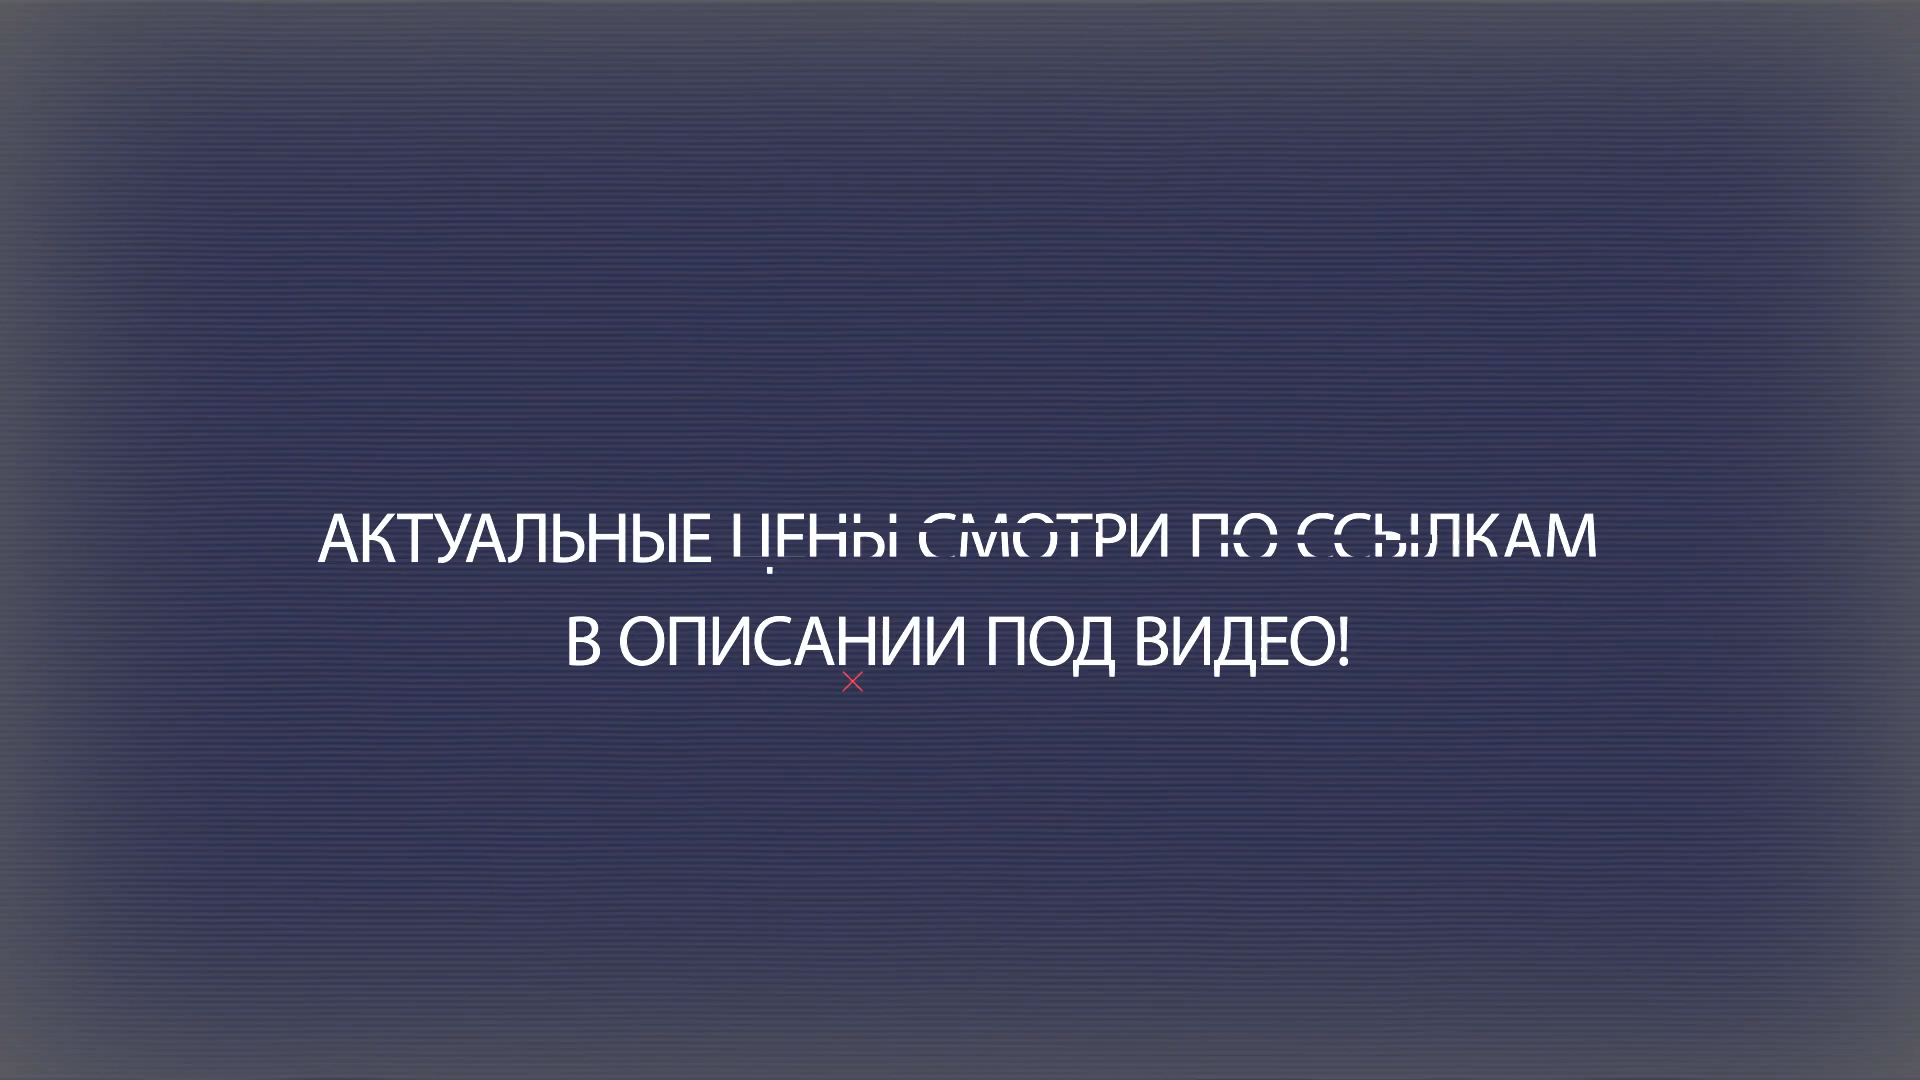 АКТУАЛЬНЫЕ ЦЕНЫ СМОТРИ ПО ССЫЛКАМ
В ОПИСАНИИ ПОД ВИДЕО!